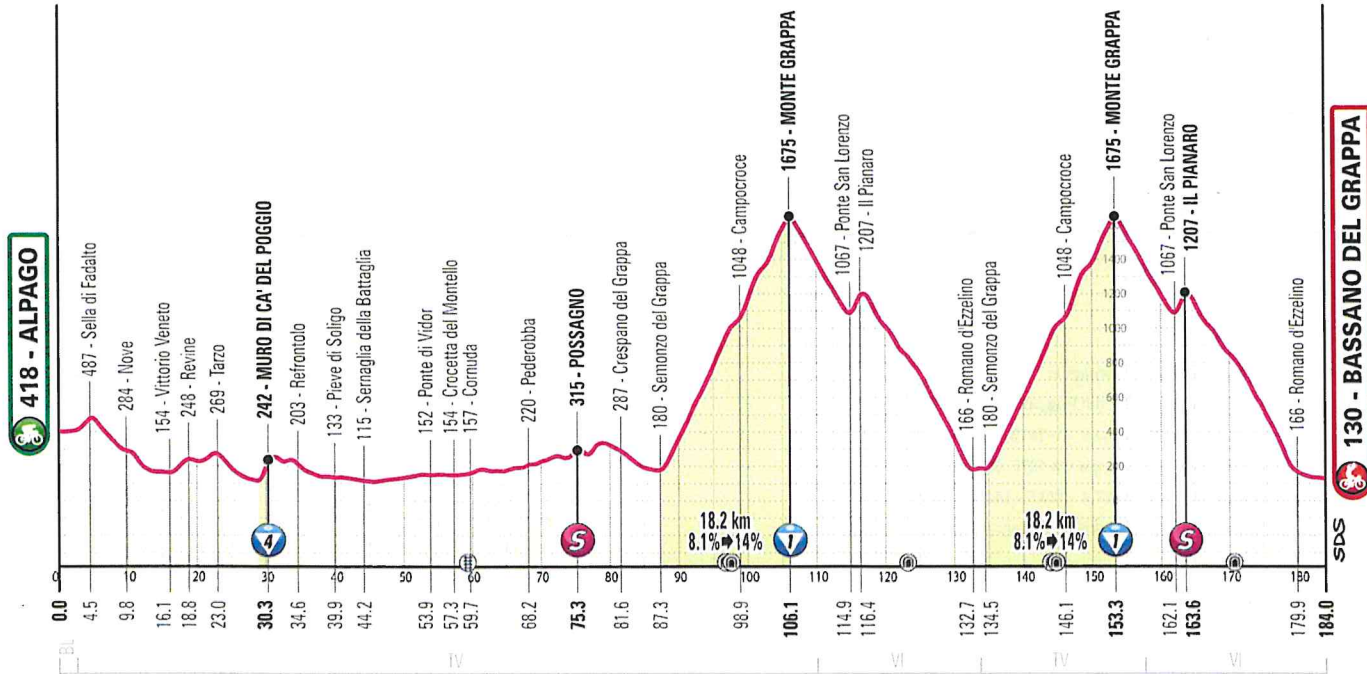 418 - ALPAGO
487 - Sella di Fadalto
284 - Nove
154 - Vittorio Veneto
248 - Revine
269 - Tarzo
242 - MURO DI CA' DEL POGGIO
203 - Refrontolo
133 - Pieve di Soligo
115 - Sernaglia della Battaglia
152 - Ponte di Vidor
154 - Crocetta del Montello
157 - Cornuda
220 - Pederobba
315 - POSSAGNO
287 - Crespano del Grappa
180 - Semonzo del Grappa
1048 - Campocroce
1675 - MONTE GRAPPA
1067 - Ponte San Lorenzo
1207 - Il Pianaro
166 - Romano d'Ezzelino
180 - Semonzo del Grappa
1048 - Campocroce
1675 - MONTE GRAPPA
1067 - Ponte San Lorenzo
1207 - IL PIANARO
166 - Romano d'Ezzelino
130 - BASSANO DEL GRAPPA
1400
1200
1000
800
600
400
200
0
4
S
18.2 km
8.1% 14%
1
18.2 km
8.1% 14%
1
S
SDS
0 10 20 30 40 50 60 70 80 90 100 110 120 130 140 150 160 170 180
0.0 4.5 9.8 16.1 18.8 23.0 30.3 34.6 39.9 44.2 53.9 57.3 59.7 68.2 75.3 81.6 87.3 98.9 106.1 114.9 116.4 132.7 134.5 146.1 153.3 162.1 163.6 179.9 184.0
BL TV VI TV VI